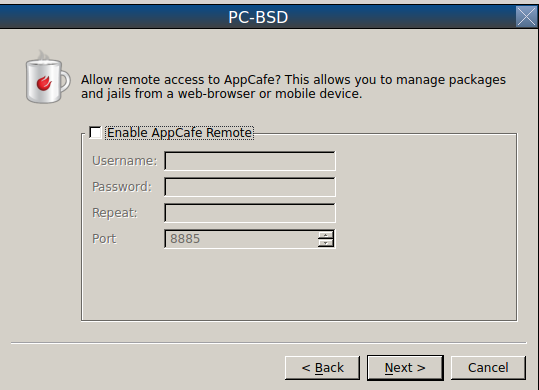 PC-BSD
Allow remote access to AppCafe? This allows you to manage packages
and jails from a web-browser or mobile device.
Enable AppCafe Remote
Username:
Password:
Repeat:
Port 8885
< Back Next > Cancel